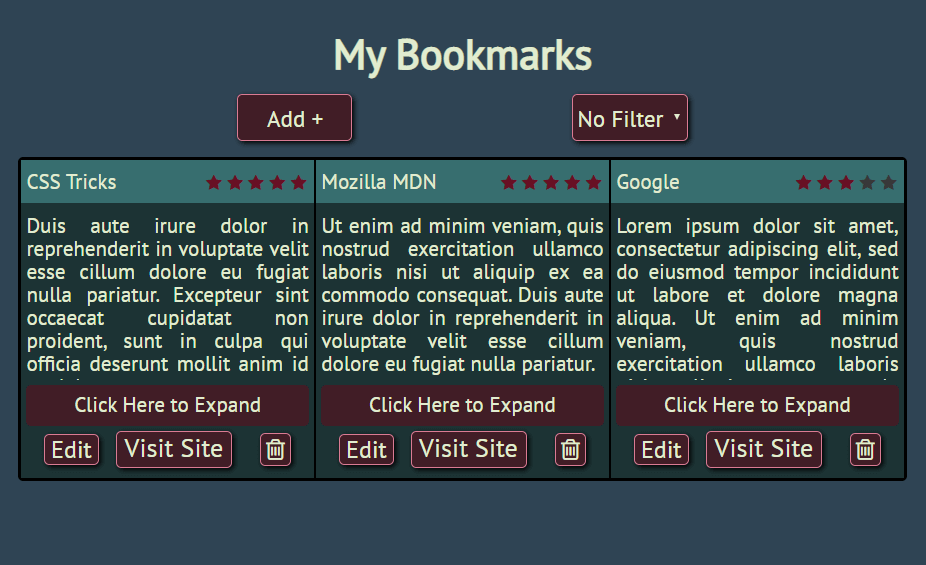 My Bookmarks
Add +
No Filter
CSS Tricks
Duis aute irure dolor in
reprehenderit in voluptate velit
esse cillum dolore eu fugiat
nulla pariatur. Excepteur sint
occaecat cupidatat non
proident, sunt in culpa qui
officia deserunt mollit anim id
Click Here to Expand
Edit
Visit Site
Mozilla MDN
Ut enim ad minim veniam, quis
nostrud exercitation ullamco
laboris nisi ut aliquip ex ea
commodo consequat. Duis aute
irure dolor in reprehenderit in
voluptate velit esse cillum
dolore eu fugiat nulla pariatur.
Click Here to Expand
Edit
Visit Site
Google
Lorem ipsum dolor sit amet,
consectetur adipiscing elit, sed
do eiusmod tempor incididunt
ut labore et dolore magna
aliqua. Ut enim ad minim
veniam, quis nostrud
exercitation ullamco laboris
Click Here to Expand
Edit
Visit Site